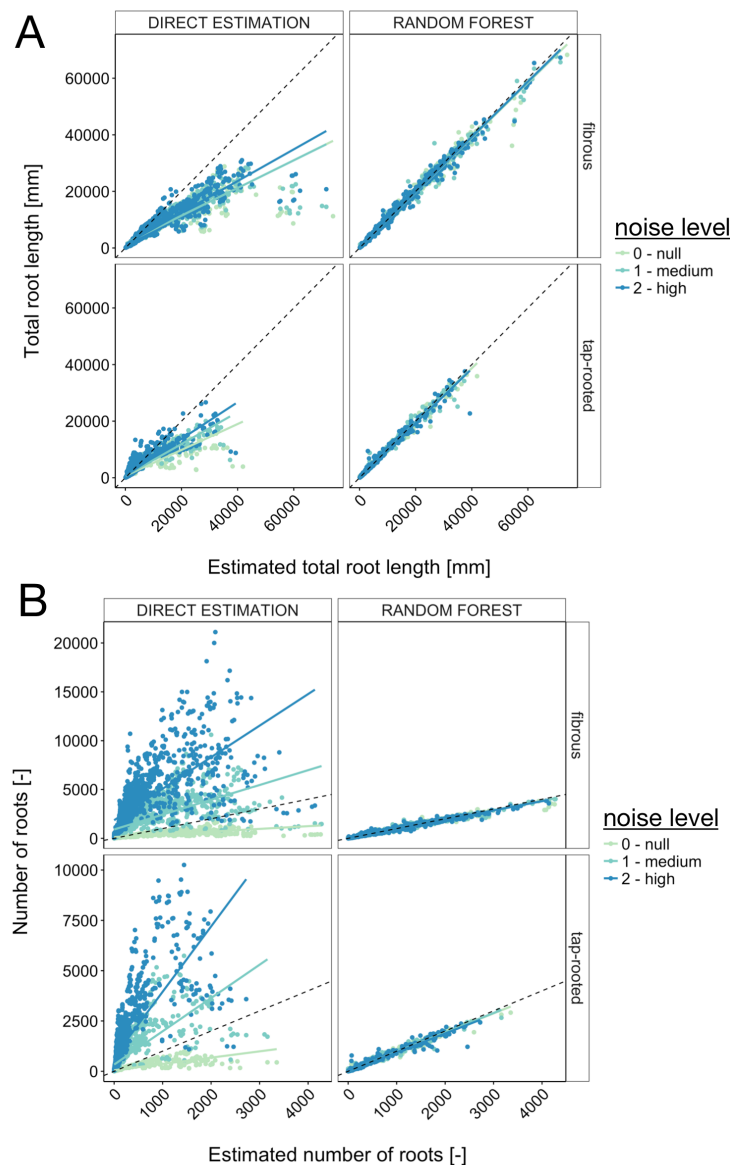 A
DIRECT ESTIMATION
RANDOM FOREST
Total root length [mm]
60000
40000
20000
0
fibrous
60000
40000
20000
0
tap-rooted
0
20000
40000
60000
0
20000
40000
60000
Estimated total root length [mm]
noise level
0 - null
1 - medium
2 - high
B
DIRECT ESTIMATION
RANDOM FOREST
Number of roots [-]
20000
15000
10000
5000
0
fibrous
10000
7500
5000
2500
0
tap-rooted
0
1000
2000
3000
4000
0
1000
2000
3000
4000
Estimated number of roots [-]
noise level
0 - null
1 - medium
2 - high